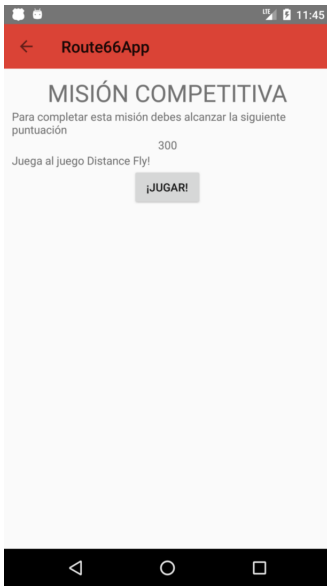 LTE 11:45
Route66App
MISIÓN COMPETITIVA
Para completar esta misión debes alcanzar la siguiente
puntuación
300
Juega al juego Distance Fly!
¡JUGAR!